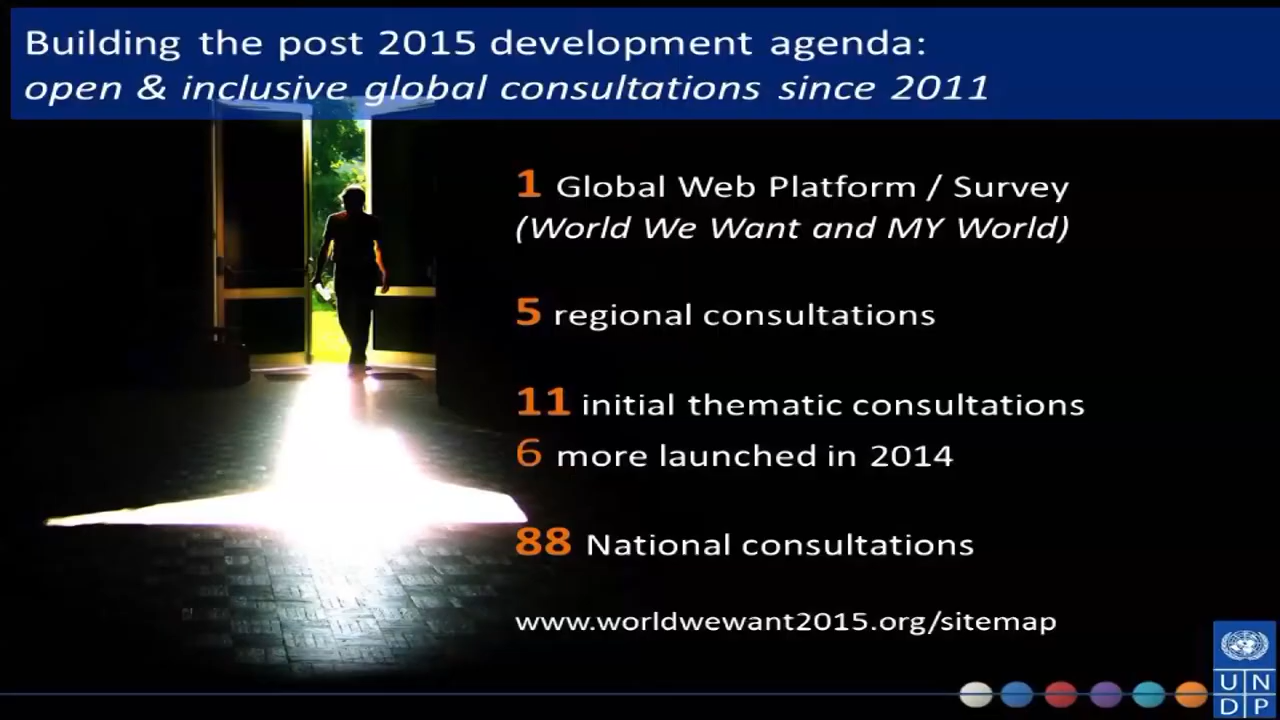 Building the post 2015 development agenda:
open & inclusive global consultations since 2011
1 Global Web Platform / Survey
(World We Want and MY World)
5 regional consultations
11 initial thematic consultations
6 more launched in 2014
88 National consultations
www.worldwewant2015.org/sitemap
U N
D P